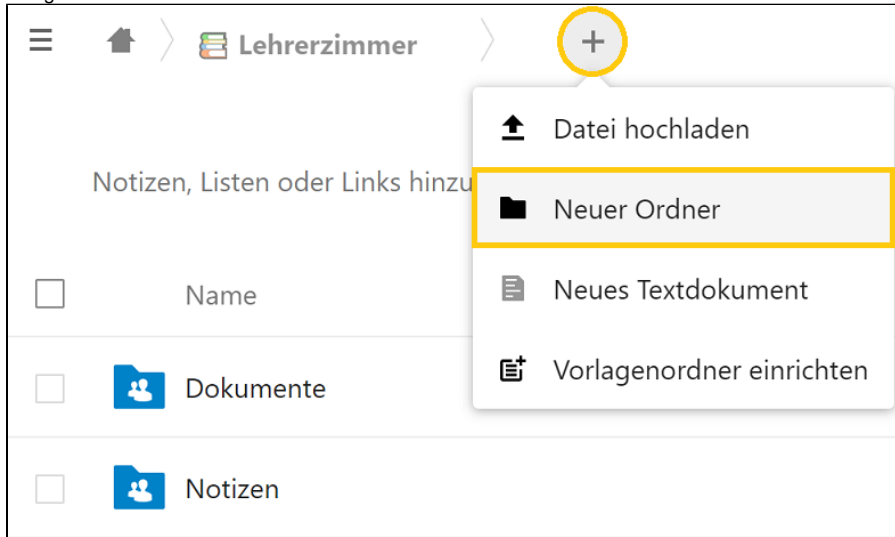 Lehrerzimmer
Datei hochladen
Notizen, Listen oder Links hinzu
Neuer Ordner
Name
Neues Textdokument
Vorlagenordner einrichten
Dokumente
Notizen